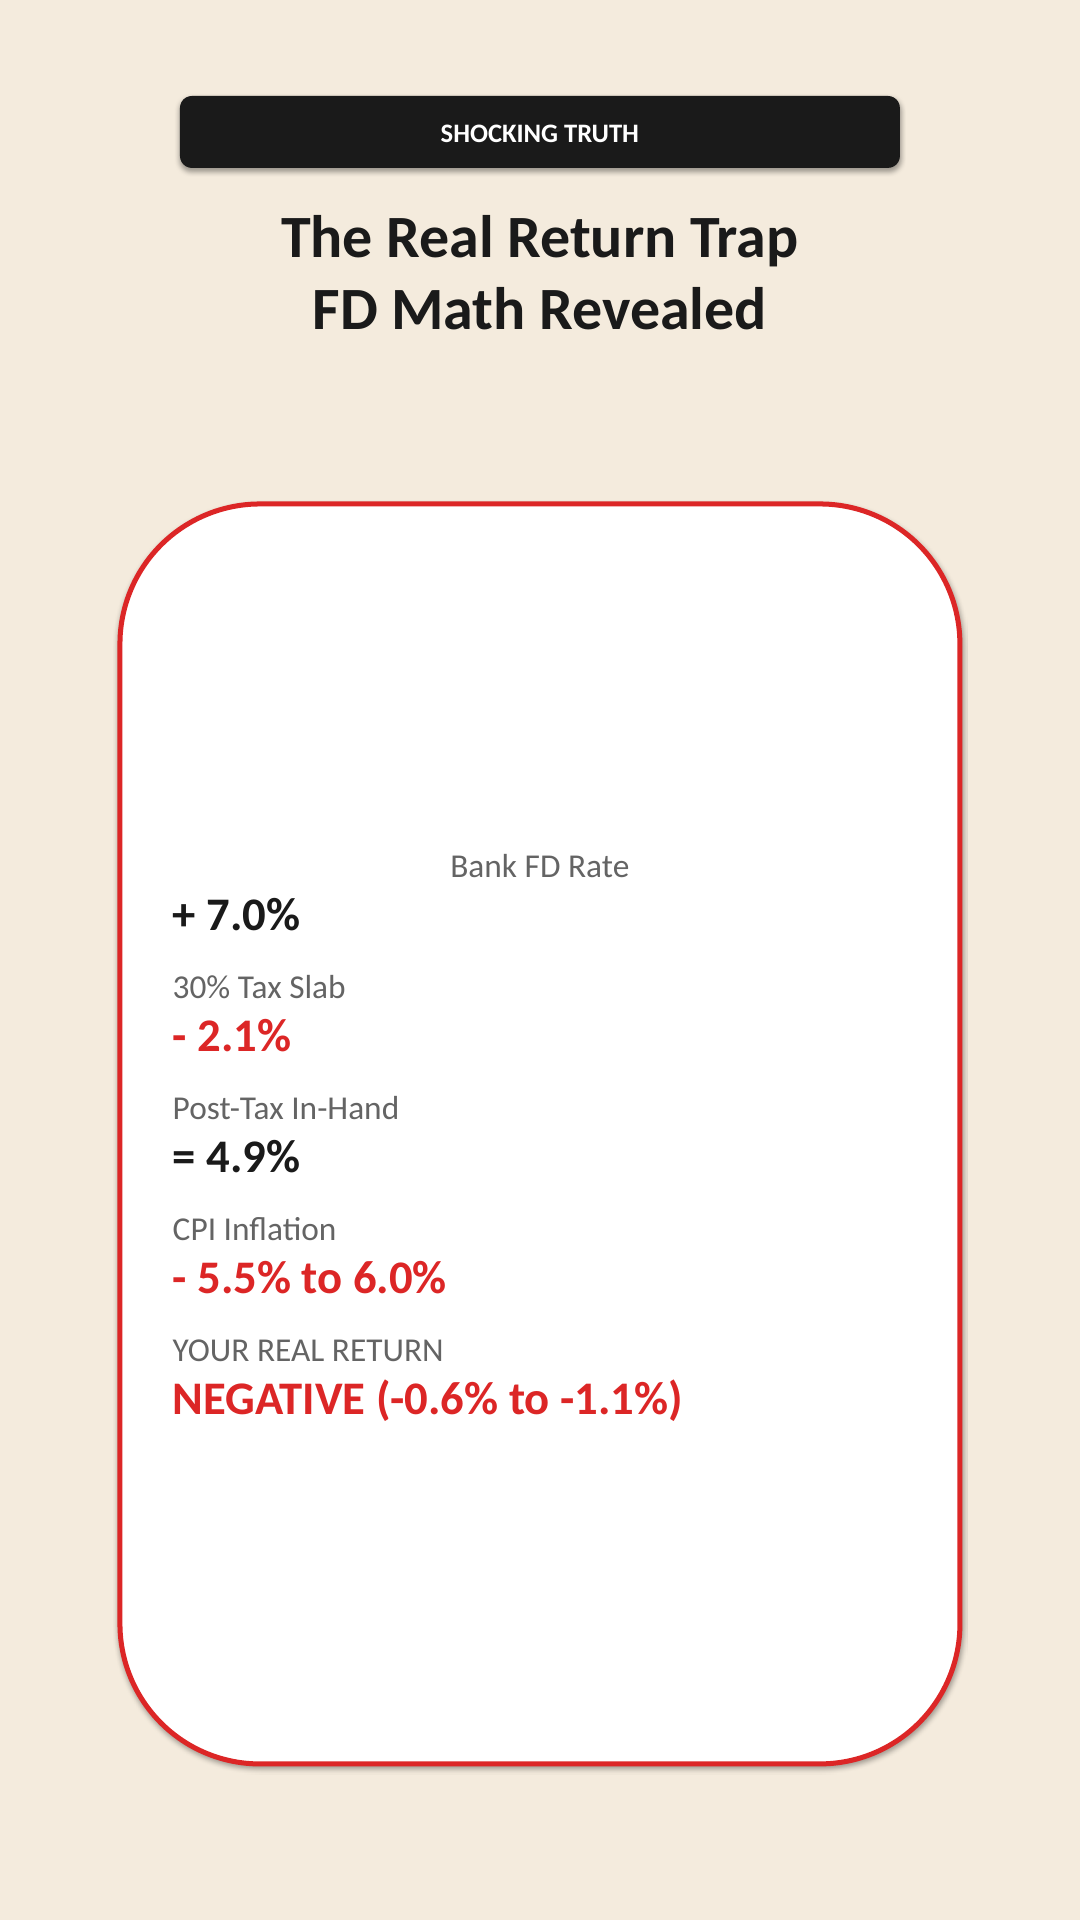 SHOCKING TRUTH
The Real Return Trap
FD Math Revealed
Bank FD Rate
+ 7.0%
30% Tax Slab
- 2.1%
Post-Tax In-Hand
= 4.9%
CPI Inflation
- 5.5% to 6.0%
YOUR REAL RETURN
NEGATIVE (-0.6% to -1.1%)